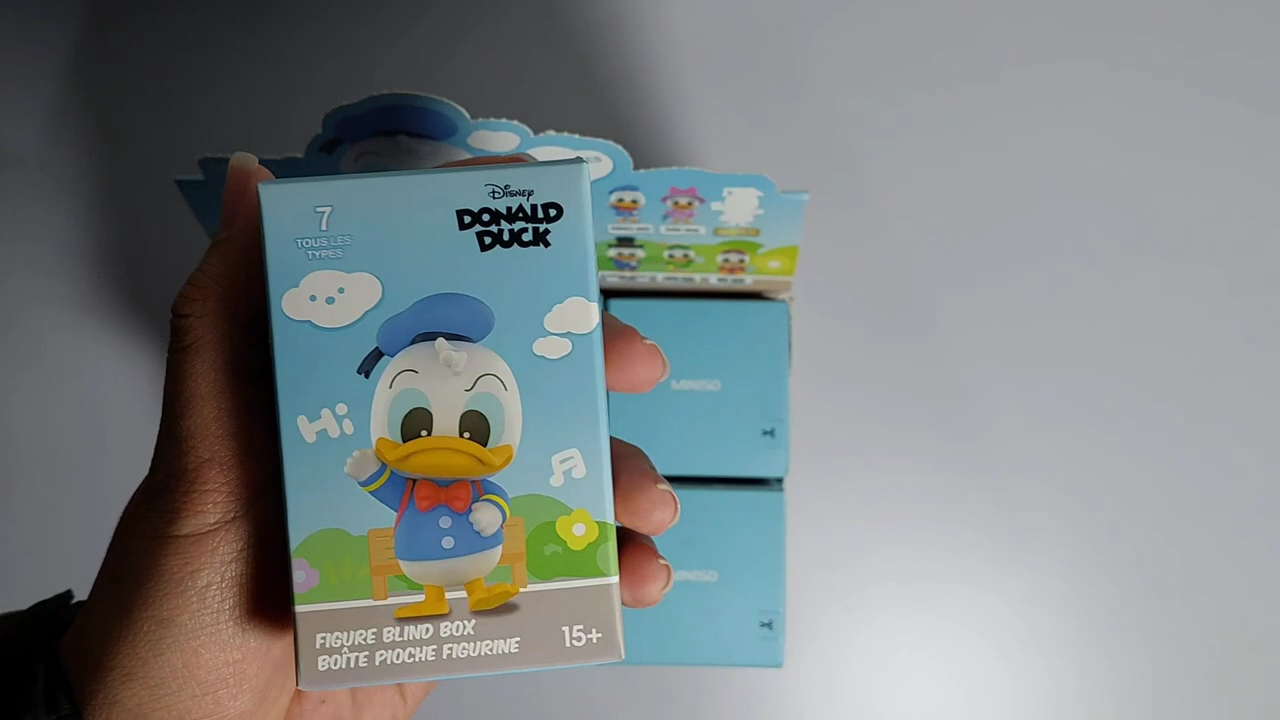 7
TOUS LES
TYPES
Disney
DONALD
DUCK
Hi
FIGURE BLIND BOX
BOÎTE PIOCHE FIGURINE
15+
MINISO
MINISO